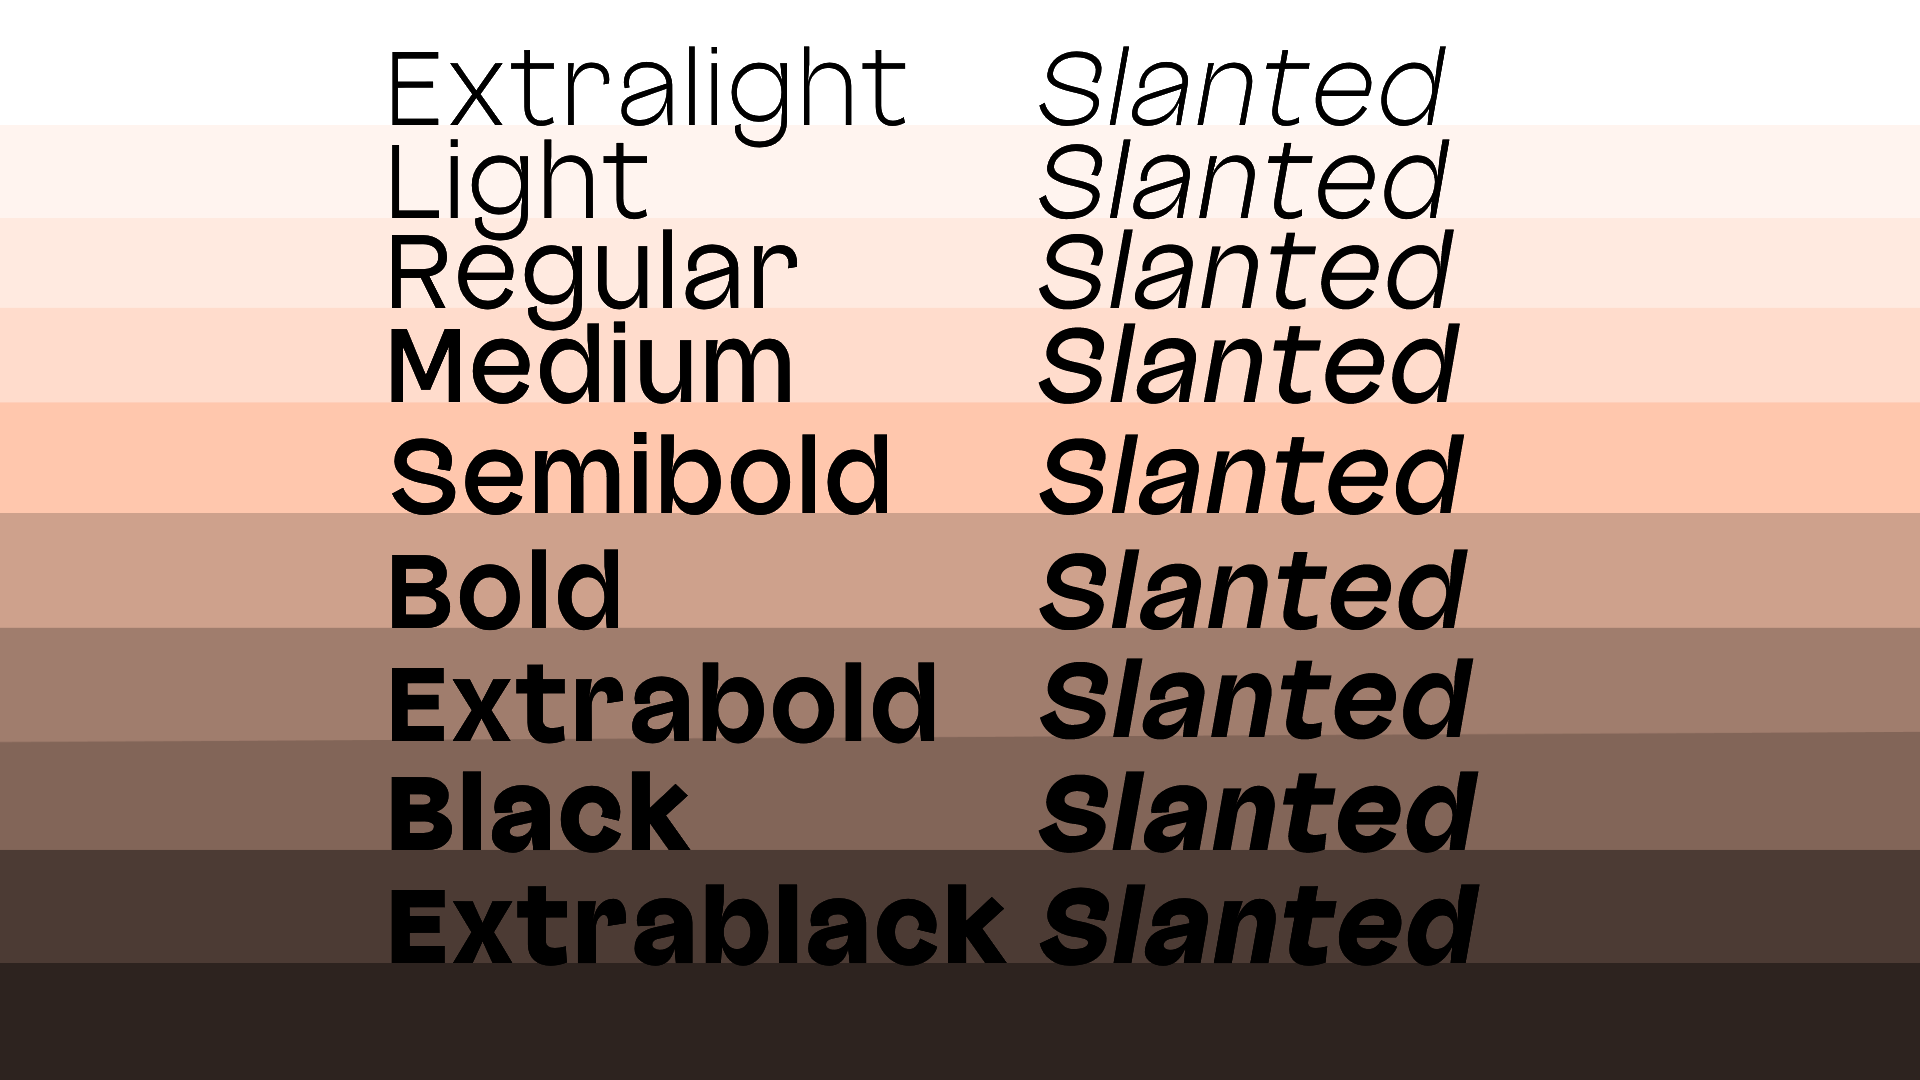 Extralight Slanted
Light Slanted
Regular Slanted
Medium Slanted
Semibold Slanted
Bold Slanted
Extrabold Slanted
Black Slanted
Extrablack Slanted